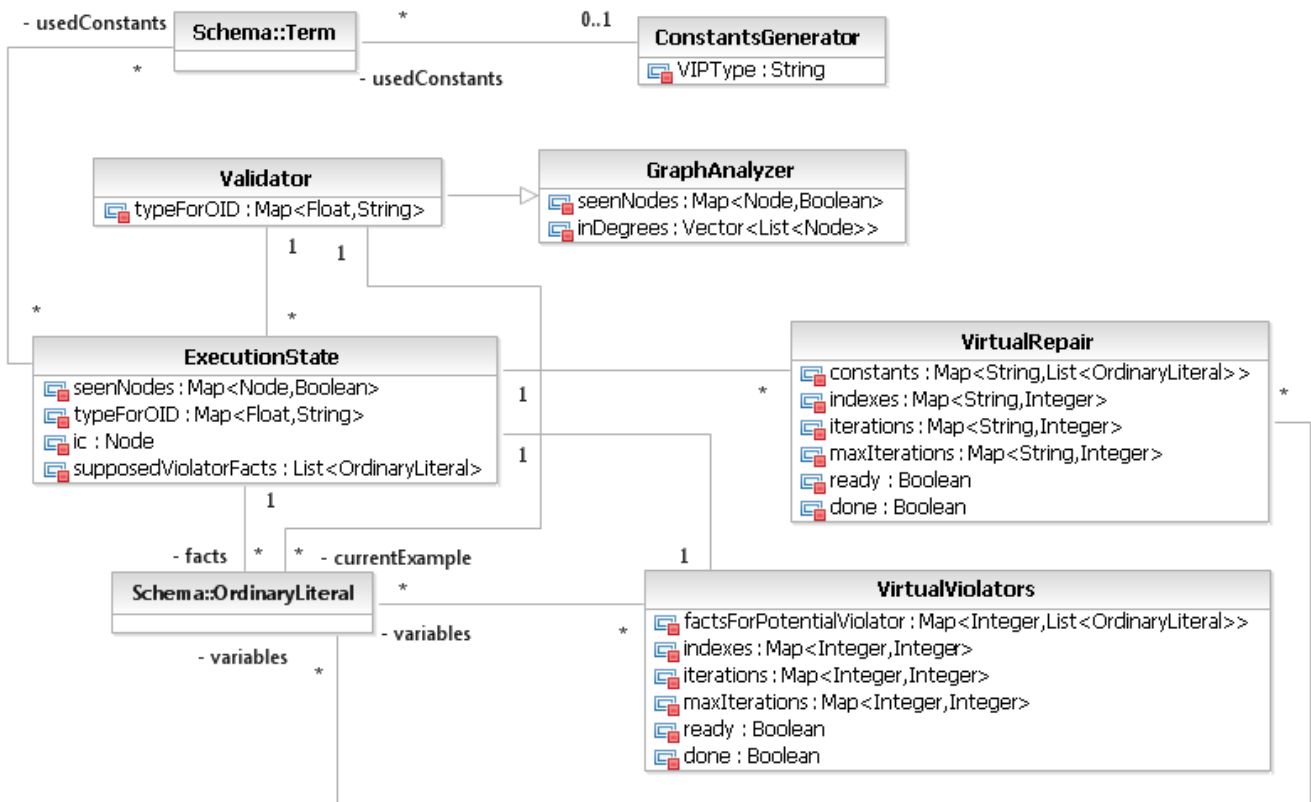 - usedConstants
*
0..1
Schema::Term
ConstantsGenerator
VIPType : String
*
- usedConstants
Validator
typeForOID : Map<Float,String>
GraphAnalyzer
seenNodes : Map<Node,Boolean>
inDegrees : Vector<List<Node>>
1
1
*
*
ExecutionState
seenNodes : Map<Node,Boolean>
typeForOID : Map<Float,String>
ic : Node
supposedViolatorFacts : List<OrdinaryLiteral>
1
*
1
VirtualRepair
constants : Map<String,List<OrdinaryLiteral>>
indexes : Map<String,Integer>
iterations : Map<String,Integer>
maxIterations : Map<String,Integer>
ready : Boolean
done : Boolean
*
1
- facts
*
*
- currentExample
1
Schema::OrdinaryLiteral
*
- variables
*
- variables
*
VirtualViolators
factsForPotentialViolator : Map<Integer,List<OrdinaryLiteral>>
indexes : Map<Integer,Integer>
iterations : Map<Integer,Integer>
maxIterations : Map<Integer,Integer>
ready : Boolean
done : Boolean